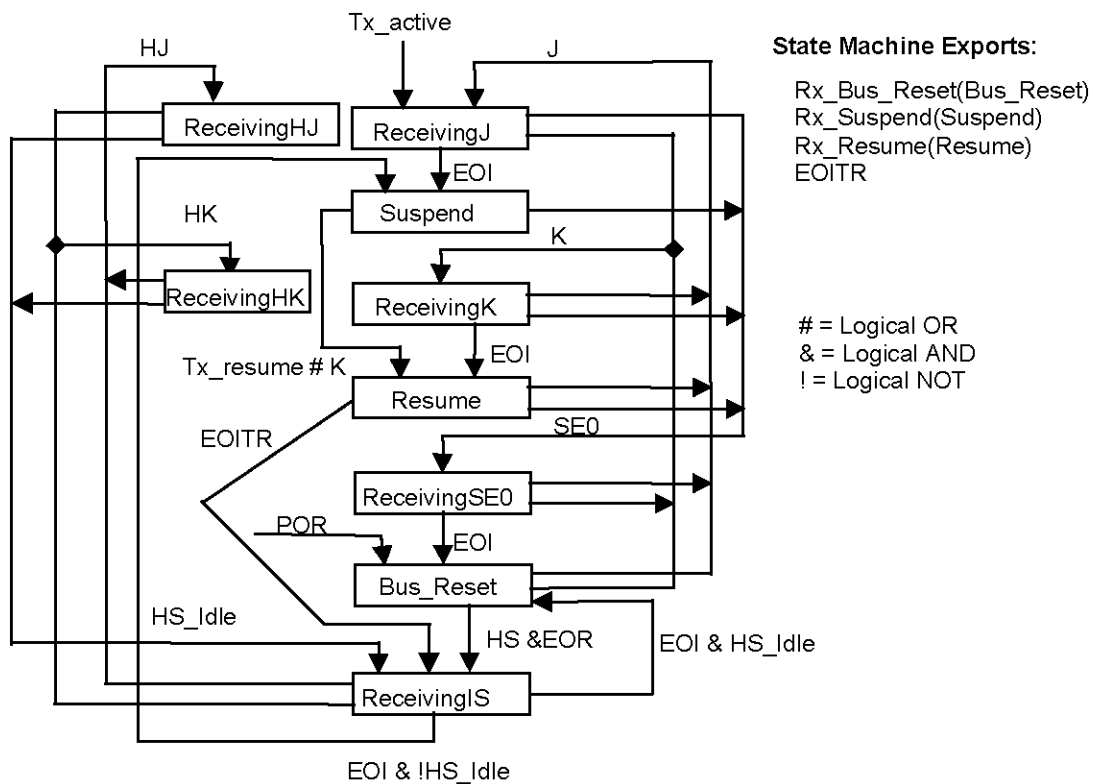 Tx_active
HJ
J
State Machine Exports:
Rx_Bus_Reset(Bus_Reset)
Rx_Suspend(Suspend)
Rx_Resume(Resume)
EOITR
ReceivingHJ
ReceivingJ
EOI
Suspend
HK
K
ReceivingHK
ReceivingK
# = Logical OR
& = Logical AND
! = Logical NOT
EOI
Tx_resume # K
Resume
SE0
EOITR
ReceivingSE0
POR
EOI
Bus_Reset
HS_Idle
HS &EOR
EOI & HS_Idle
ReceivingIS
EOI & !HS_Idle